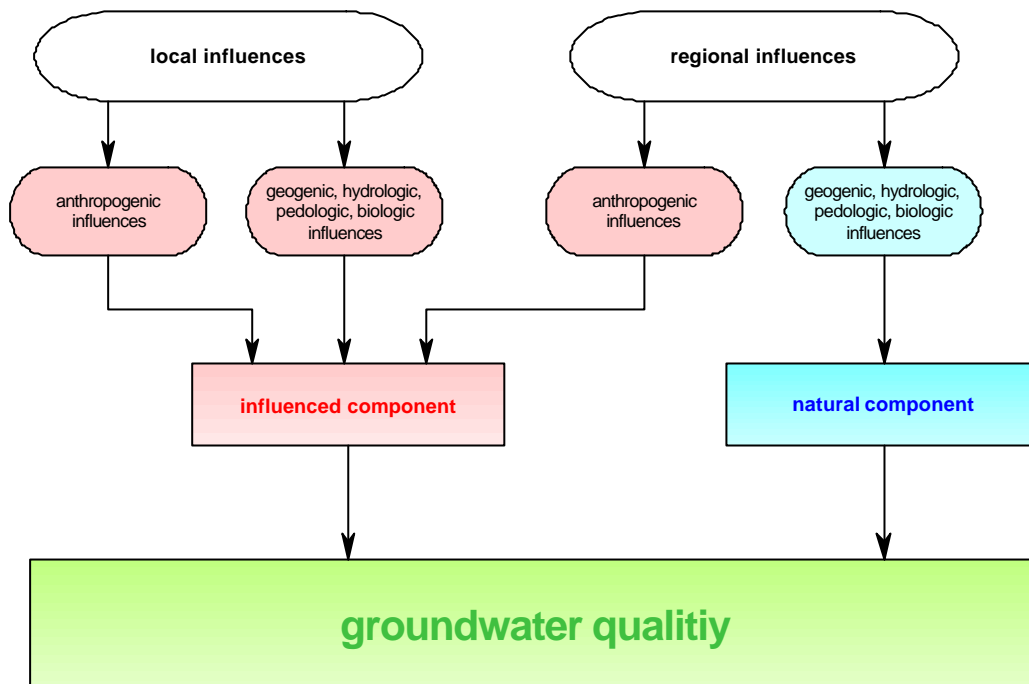 local influences
regional influences
anthropogenic
influences
geogenic, hydrologic,
pedologic, biologic
influences
anthropogenic
influences
geogenic, hydrologic,
pedologic, biologic
influences
influenced component
natural component
groundwater qualitiy